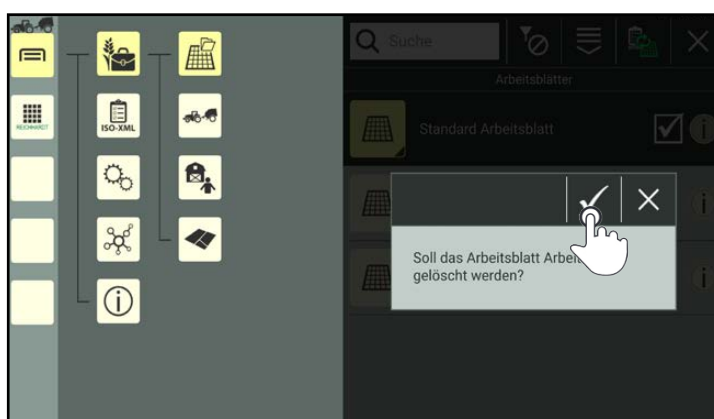 Suche
Arbeitsblätter
REICHHARDT
ISO-XML
Standard Arbeitsblatt
Soll das Arbeitsblatt
gelöscht werden?